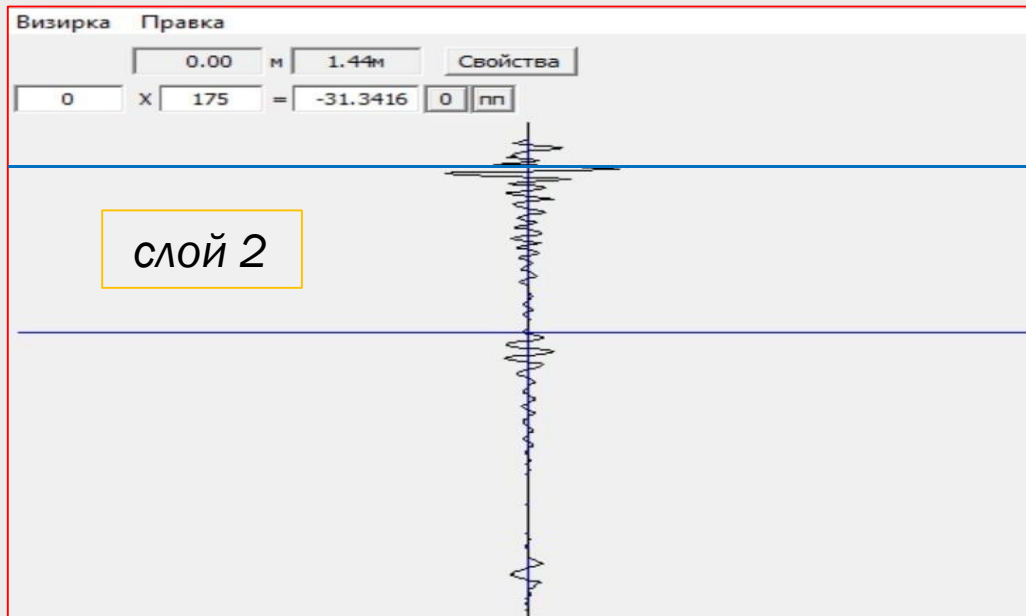 Визирка Правка
0.00 м 1.44м Свойства
0 X 175 = -31.3416 0 пп
слой 2